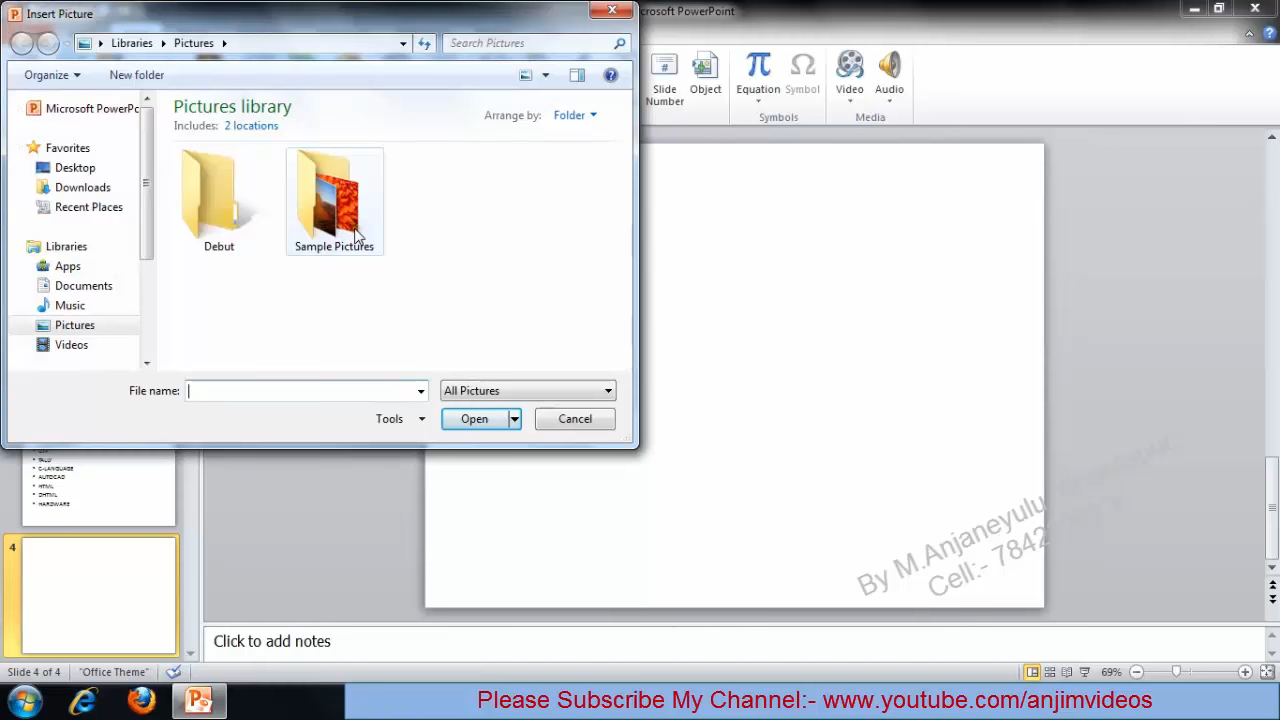 Insert Picture
crosoft PowerPoint
Libraries
Pictures
Search Pictures
Organize
New folder
Slide
Number
Object
Equation
Symbol
Symbols
Video
Audio
Media
Microsoft PowerPc
Favorites
Desktop
Downloads
Recent Places
Libraries
Apps
Documents
Music
Pictures
Videos
Pictures library
Includes: 2 locations
Arrange by: Folder
Debut
Sample Pictures
File name:
All Pictures
Tools
Open
Cancel
C-LANGUAGE
AUTOCAD
HTML
DHTML
HARDWARE
4
By M.Anjaneyulu
Cell:- 7842
Click to add notes
Slide 4 of 4
"Office Theme"
69%
Please Subscribe My Channel:- www.youtube.com/anjimvideos